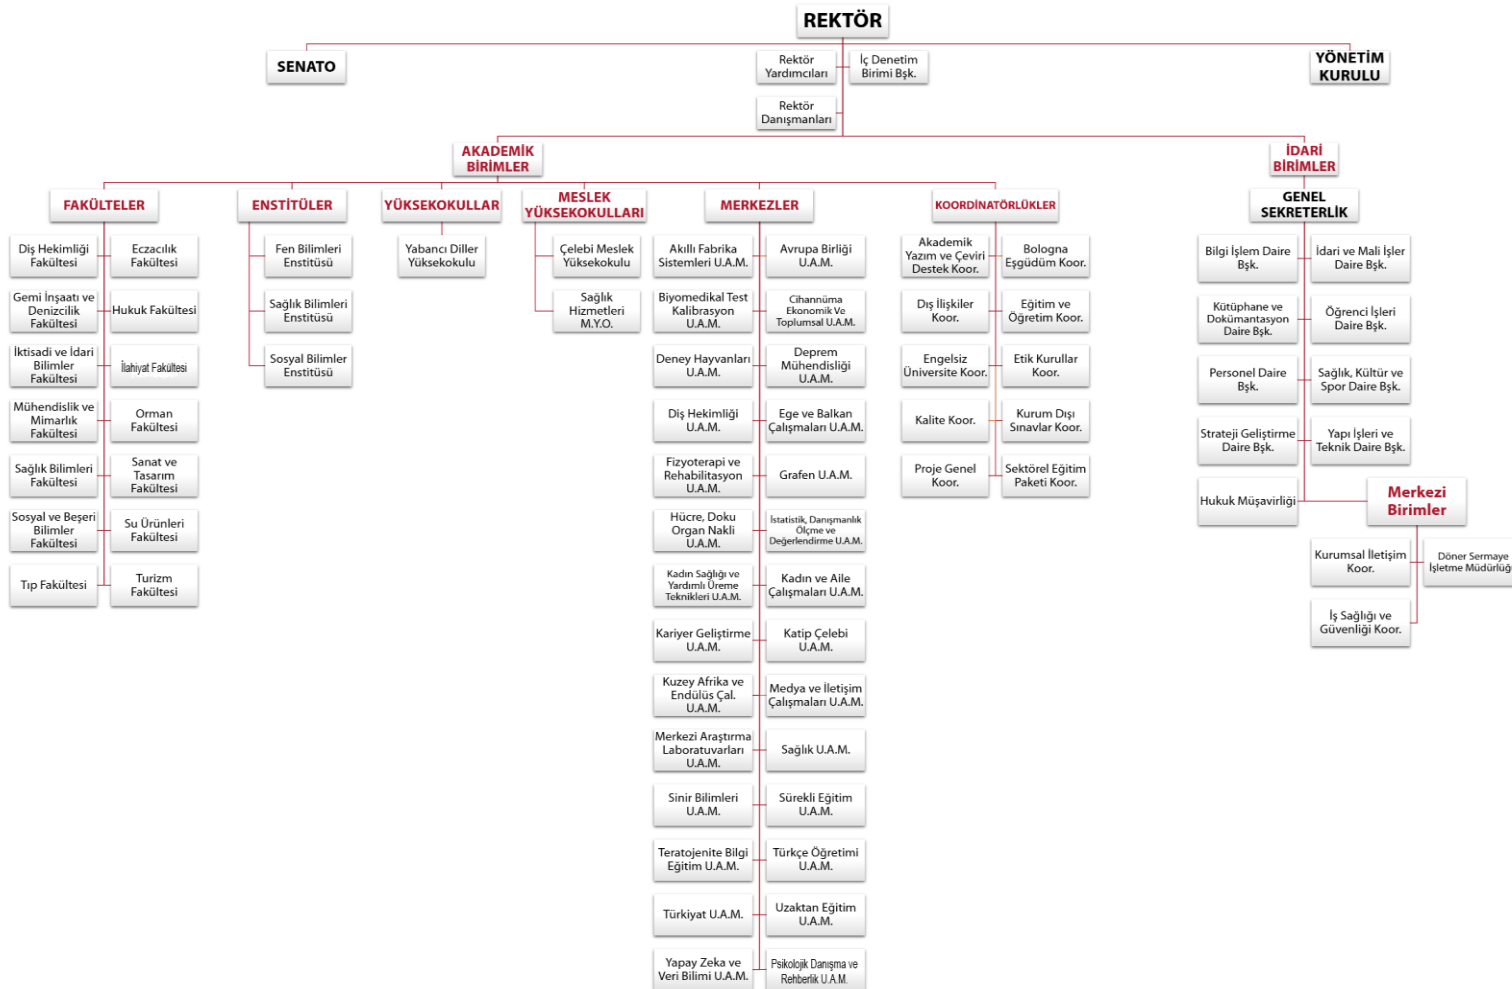 REKTÖR
SENATO
Rektör
Yardımcıları
İç Denetim
Birimi Bşk.
YÖNETİM
KURULU
Rektör
Danışmanları
AKADEMİK
BİRİMLER
İDARİ
BİRİMLER
FAKÜLTELER
ENSTİTÜLER
YÜKSEKOKULLAR
MESLEK
YÜKSEKOKULLARI
MERKEZLER
KOORDİNATÖRLÜKLER
GENEL
SEKRETERLİK
Diş Hekimliği
Fakültesi
Eczacılık
Fakültesi
Gemi İnşaatı ve
Denizcilik
Fakültesi
Hukuk Fakültesi
İktisadi ve İdari
Bilimler
Fakültesi
İlahiyat Fakültesi
Mühendislik ve
Mimarlık
Fakültesi
Orman
Fakültesi
Sağlık Bilimleri
Fakültesi
Sanat ve
Tasarım
Fakültesi
Sosyal ve Beşeri
Bilimler
Fakültesi
Su Ürünleri
Fakültesi
Tıp Fakültesi
Turizm
Fakültesi
Fen Bilimleri
Enstitüsü
Sağlık Bilimleri
Enstitüsü
Sosyal Bilimler
Enstitüsü
Yabancı Diller
Yüksekokulu
Çelebi Meslek
Yüksekokulu
Sağlık
Hizmetleri
M.Y.O.
Akıllı Fabrika
Sistemleri U.A.M.
Avrupa Birliği
U.A.M.
Biyomedikal Test
Kalibrasyon
U.A.M.
Cihannüma
Ekonomik Ve
Toplumsal U.A.M.
Deney Hayvanları
U.A.M.
Deprem
Mühendisliği
U.A.M.
Diş Hekimliği
U.A.M.
Ege ve Balkan
Çalışmaları U.A.M.
Fizyoterapi ve
Rehabilitasyon
U.A.M.
Grafen U.A.M.
Hücre, Doku
Organ Nakli
U.A.M.
İstatistik, Danışmanlık
Ölçme ve
Değerlendirme U.A.M.
Kadın Sağlığı ve
Yardımlı Üreme
Teknikleri U.A.M.
Kadın ve Aile
Çalışmaları U.A.M.
Kariyer Geliştirme
U.A.M.
Katip Çelebi
U.A.M.
Kuzey Afrika ve
Endülüs Çal.
U.A.M.
Medya ve İletişim
Çalışmaları U.A.M.
Merkezi Araştırma
Laboratuvarları
U.A.M.
Sağlık U.A.M.
Sinir Bilimleri
U.A.M.
Sürekli Eğitim
U.A.M.
Teratojenite Bilgi
Eğitim U.A.M.
Türkçe Öğretimi
U.A.M.
Türkiyat U.A.M.
Uzaktan Eğitim
U.A.M.
Yapay Zeka ve
Veri Bilimi U.A.M.
Psikolojik Danışma ve
Rehberlik U.A.M.
Akademik
Yazım ve Çeviri
Destek Koor.
Bologna
Eşgüdüm Koor.
Dış İlişkiler
Koor.
Eğitim ve
Öğretim Koor.
Engelsiz
Üniversite Koor.
Etik Kurullar
Koor.
Kalite Koor.
Kurum Dışı
Sınavlar Koor.
Proje Genel
Koor.
Sektörel Eğitim
Paketi Koor.
Bilgi İşlem Daire
Bşk.
İdari ve Mali İşler
Daire Bşk.
Kütüphane ve
Dokümantasyon
Daire Bşk.
Öğrenci İşleri
Daire Bşk.
Personel Daire
Bşk.
Sağlık, Kültür ve
Spor Daire Bşk.
Strateji Geliştirme
Daire Bşk.
Yapı İşleri ve
Teknik Daire Bşk.
Hukuk Müşavirliği
Merkezi
Birimler
Kurumsal İletişim
Koor.
Döner Sermaye
İşletme Müdürlüğü
İş Sağlığı ve
Güvenliği Koor.